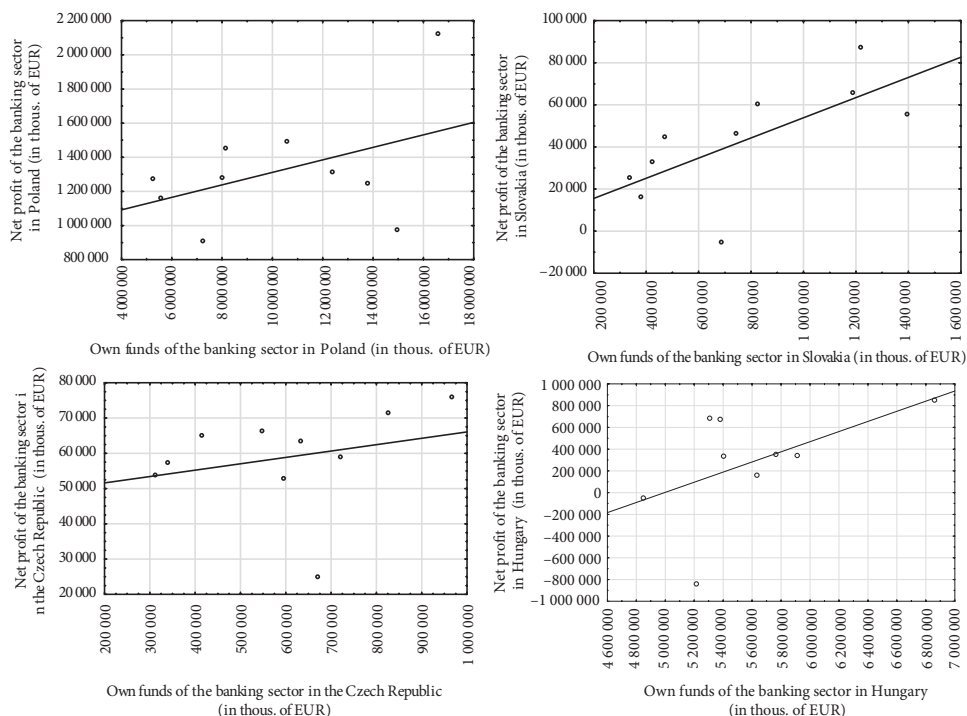 Net profit of the banking sector
in Poland (in thous. of EUR)
2 200 000
2 000 000
1 600 000
1 400 000
1 200 000
1 000 000
800 000
4 000 000
6 000 000
8 000 000
10 000 000
12 000 000
14 000 000
16 000 000
18 000 000
Own funds of the banking sector in Poland (in thous. of EUR)
Net profit of the banking sector
in Slovakia (in thous. of EUR)
100 000
80 000
60 000
40 000
20 000
0
−20 000
200 000
400 000
600 000
800 000
1 000 000
1 200 000
1 400 000
1 600 000
Own funds of the banking sector in Slovakia (in thous. of EUR)
Net profit of the banking sector i
n the Czech Republic (in thous. of EUR)
80 000
70 000
60 000
50 000
40 000
30 000
20 000
200 000
300 000
400 000
500 000
600 000
700 000
800 000
900 000
1 000 000
Own funds of the banking sector in the Czech Republic
(in thous. of EUR)
Net profit of the banking sector
in Hungary (in thous. of EUR)
1 000 000
800 000
600 000
400 000
200 000
0
−200 000
−400 000
−600 000
−800 000
−1 000 000
4 600 000
4 800 000
5 000 000
5 200 000
5 400 000
5 600 000
5 800 000
6 000 000
6 200 000
6 400 000
6 600 000
6 800 000
7 000 000
Own funds of the banking sector in Hungary
(in thous. of EUR)